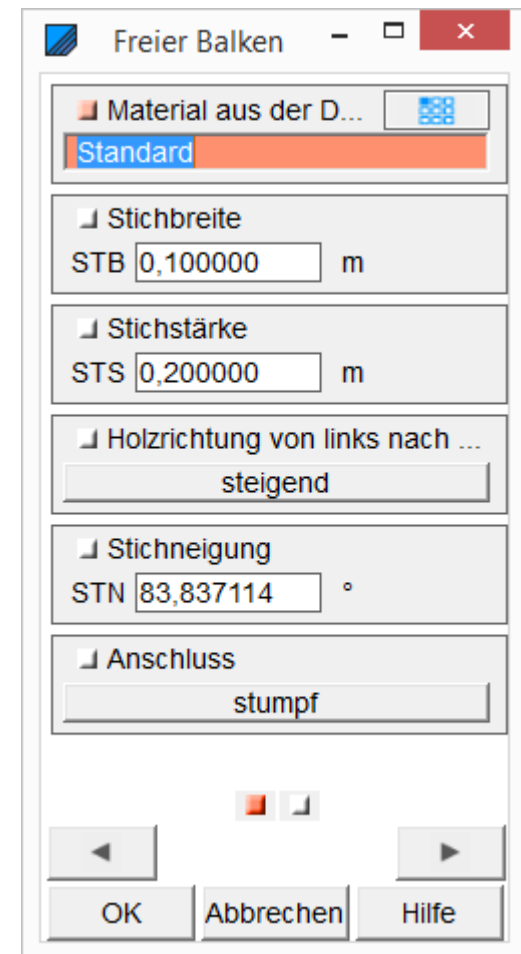 Freier Balken
Material aus der D...
Standard
Stichbreite
STB 0,100000 m
Stichstärke
STS 0,200000 m
Holzrichtung von links nach ...
steigend
Stichneigung
STN 83,837114 °
Anschluss
stumpf
OK Abbrechen Hilfe